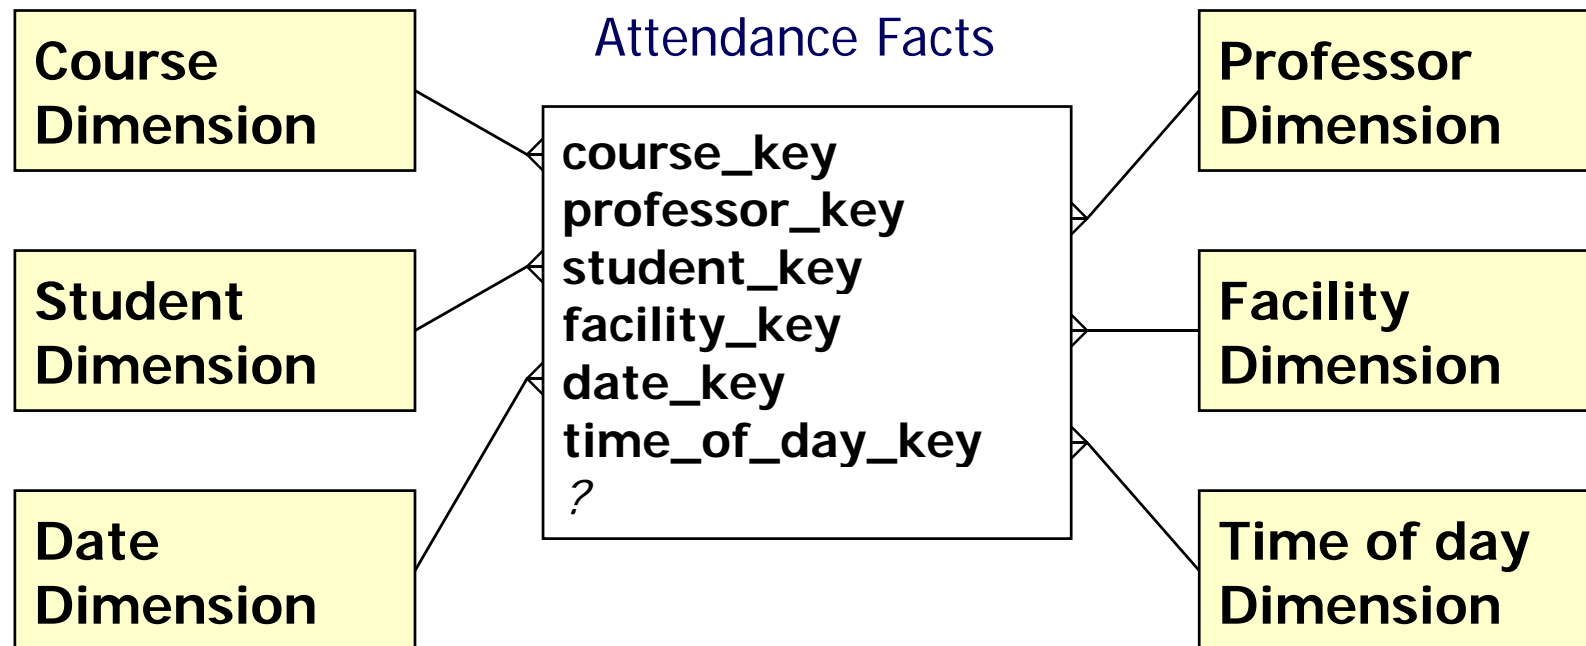 Attendance Facts
Course
Dimension
Student
Dimension
Date
Dimension
course_key
professor_key
student_key
facility_key
date_key
time_of_day_key
?
Professor
Dimension
Facility
Dimension
Time of day
Dimension